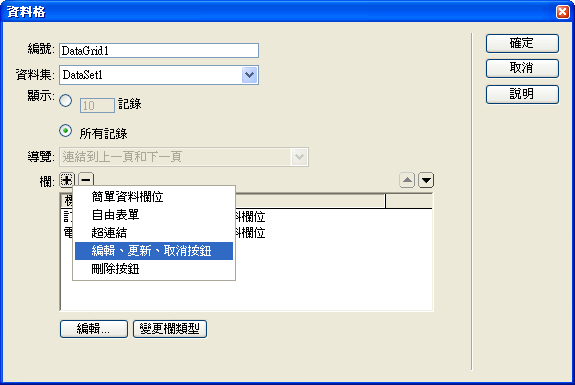 資料格
編號: DataGrid1
確定
資料集: DataSet1
取消
顯示: 10 記錄
說明
所有記錄
導覽: 連結到上一頁和下一頁
欄:
簡單資料欄位
自由表單
料欄位
超連結
料欄位
編輯、更新、取消按鈕
刪除按鈕
編輯...
變更欄類型